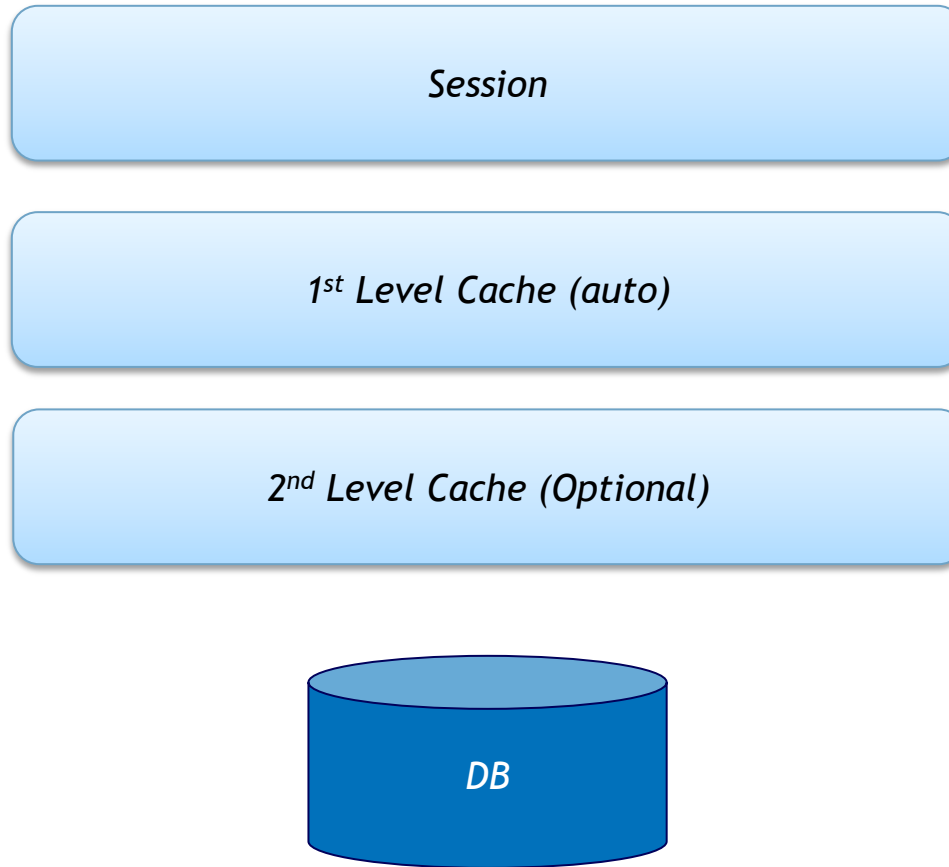 Session
1st Level Cache (auto)
2nd Level Cache (Optional)
DB